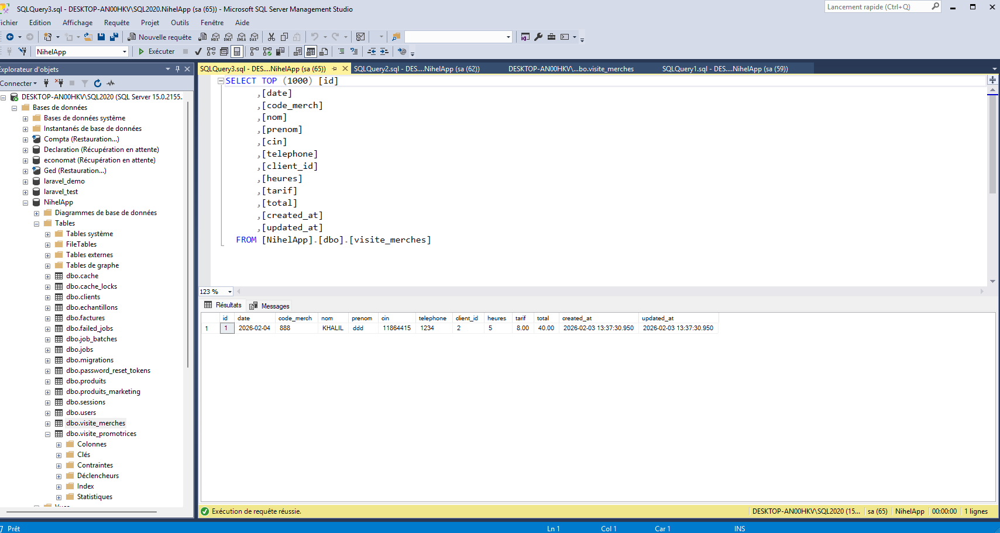 SQLQuery3.sql - DESKTOP-AN00HKV\SQL2020.NihelApp (sa (65)) - Microsoft SQL Server Management Studio
Lancement rapide (Ctrl+Q)
ichier Edition Affichage Requête Projet Outils Fenêtre Aide
Nouvelle requête MDX DMX XMLA DAX
NihelApp Exécuter
Explorateur d'objets
Connecter
DESKTOP-AN00HKV\SQL2020 (SQL Server 15.0.2155..
Bases de données
Bases de données système
Instantanés de base de données
Compta (Restauration...)
Declaration (Récupération en attente)
economat (Récupération en attente)
Ged (Restauration...)
laravel_demo
laravel_test
NihelApp
Diagrammes de base de données
Tables
Tables système
FileTables
Tables externes
Tables de graphe
dbo.cache
dbo.cache_locks
dbo.clients
dbo.echantillons
dbo.factures
dbo.failed_jobs
dbo.job_batches
dbo.jobs
dbo.migrations
dbo.password_reset_tokens
dbo.produits
dbo.produits_marketing
dbo.sessions
dbo.users
dbo.visite_merches
dbo.visite_promotrices
Colonnes
Clés
Contraintes
Déclencheurs
Index
Statistiques
SQLQuery3.sql - DES....NihelApp (sa (65)) SQLQuery2.sql - DES....NihelApp (sa (62)) DESKTOP-AN00HKV\...bo.visite_merches SQLQuery1.sql - DES....NihelApp (sa (59))
SELECT TOP (1000) [id]
,[date]
,[code_merch]
,[nom]
,[prenom]
,[cin]
,[telephone]
,[client_id]
,[heures]
,[tarif]
,[total]
,[created_at]
,[updated_at]
FROM [NihelApp].[dbo].[visite_merches]
123 %
Résultats Messages
id date code_merch nom prenom cin telephone client_id heures tarif total created_at updated_at
1 1 2026-02-04 888 KHALIL ddd 11864415 1234 2 5 8.00 40.00 2026-02-03 13:37:30.950 2026-02-03 13:37:30.950
Exécution de requête réussie. DESKTOP-AN00HKV\SQL2020 (15... sa (65) NihelApp 00:00:00 1 lignes
Prêt Ln 1 Col 1 Car 1 INS